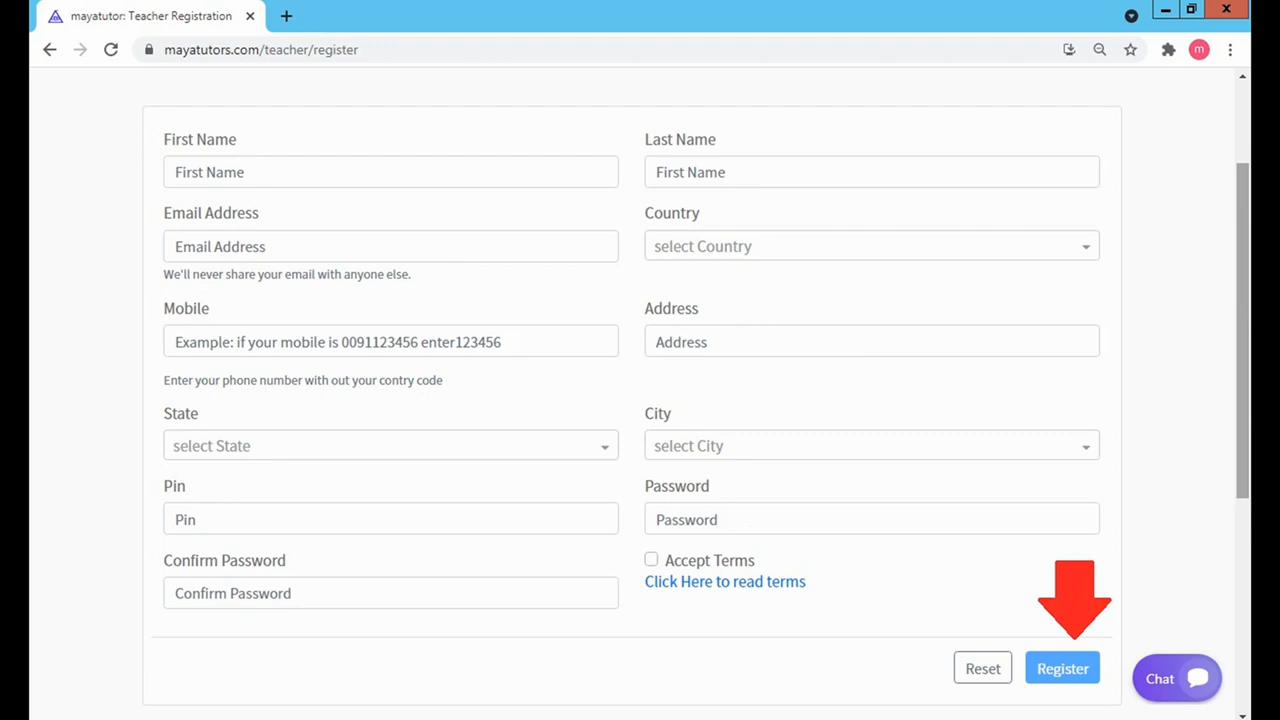 mayatutor: Teacher Registration
mayatutors.com/teacher/register
m
First Name
Last Name
First Name
First Name
Email Address
Country
Email Address
select Country
We'll never share your email with anyone else.
Mobile
Address
Example: if your mobile is 0091123456 enter123456
Address
Enter your phone number with out your contry code
State
City
select State
select City
Pin
Password
Pin
Password
Confirm Password
Accept Terms
Click Here to read terms
Confirm Password
Reset
Register
Chat